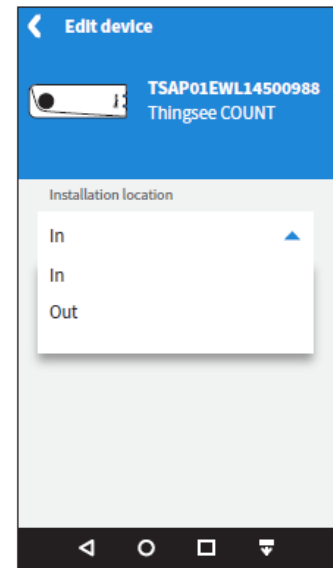 Edit device
TSAP01EWL14500988
Thingsee COUNT
Installation location
In
In
Out